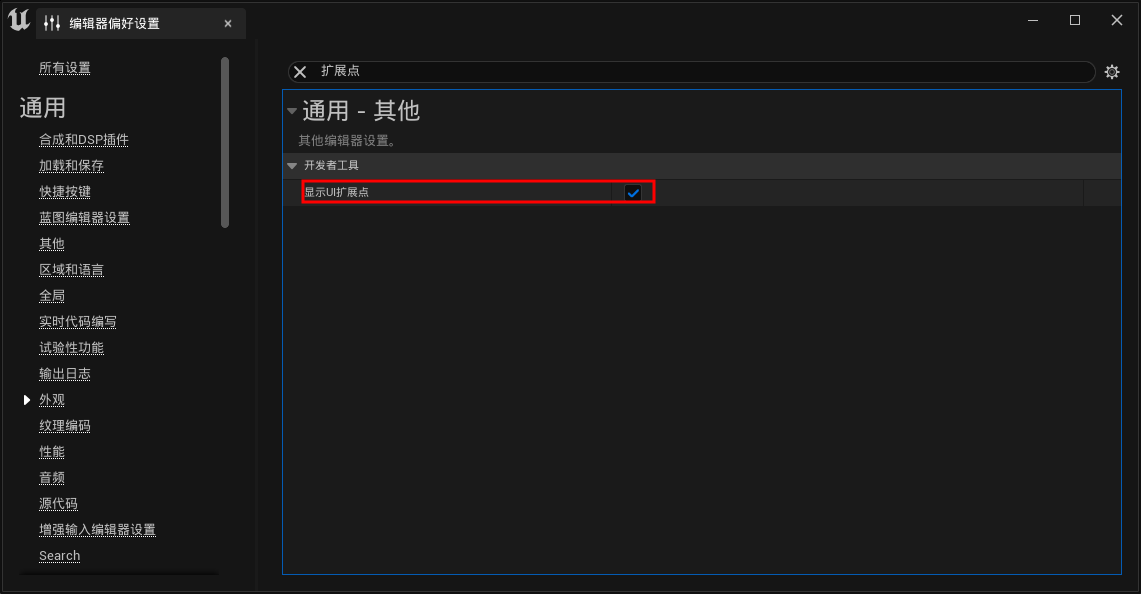 编辑器偏好设置
所有设置
通用
合成和DSP插件
加载和保存
快捷按键
蓝图编辑器设置
其他
区域和语言
全局
实时代码编写
试验性功能
输出日志
外观
纹理编码
性能
音频
源代码
增强输入编辑器设置
Search
扩展点
通用 - 其他
其他编辑器设置。
开发者工具
显示UI扩展点